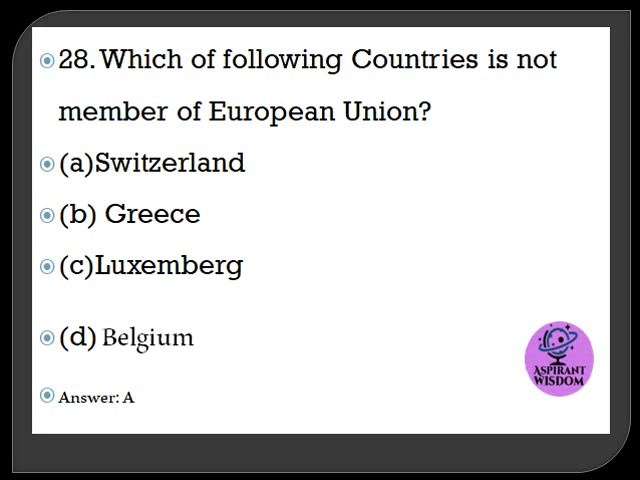 28. Which of following Countries is not
member of European Union?
(a)Switzerland
(b) Greece
(c)Luxemberg
(d) Belgium
Answer: A
ASPIRANT
WISDOM